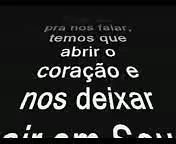 pra nos falar,
temos que
abrir o
coração e
nos deixar